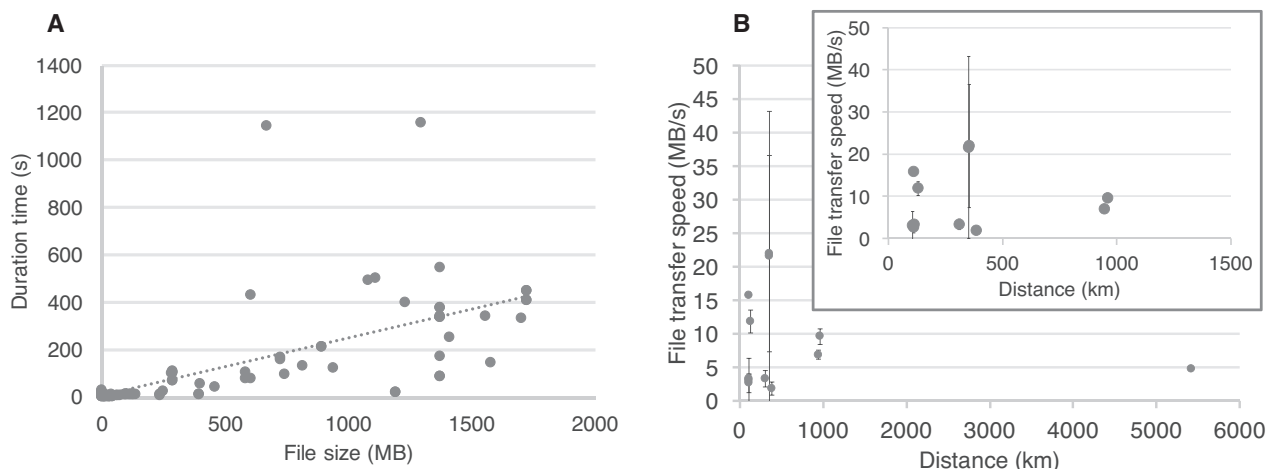 A
1400
1200
1000
800
600
400
200
0
0 500 1000 1500 2000
Duration time (s)
File size (MB)
B
50
45
40
35
30
25
20
15
10
5
0
0 1000 2000 3000 4000 5000 6000
File transfer speed (MB/s)
Distance (km)
50
40
30
20
10
0
0 500 1000 1500
File transfer speed (MB/s)
Distance (km)